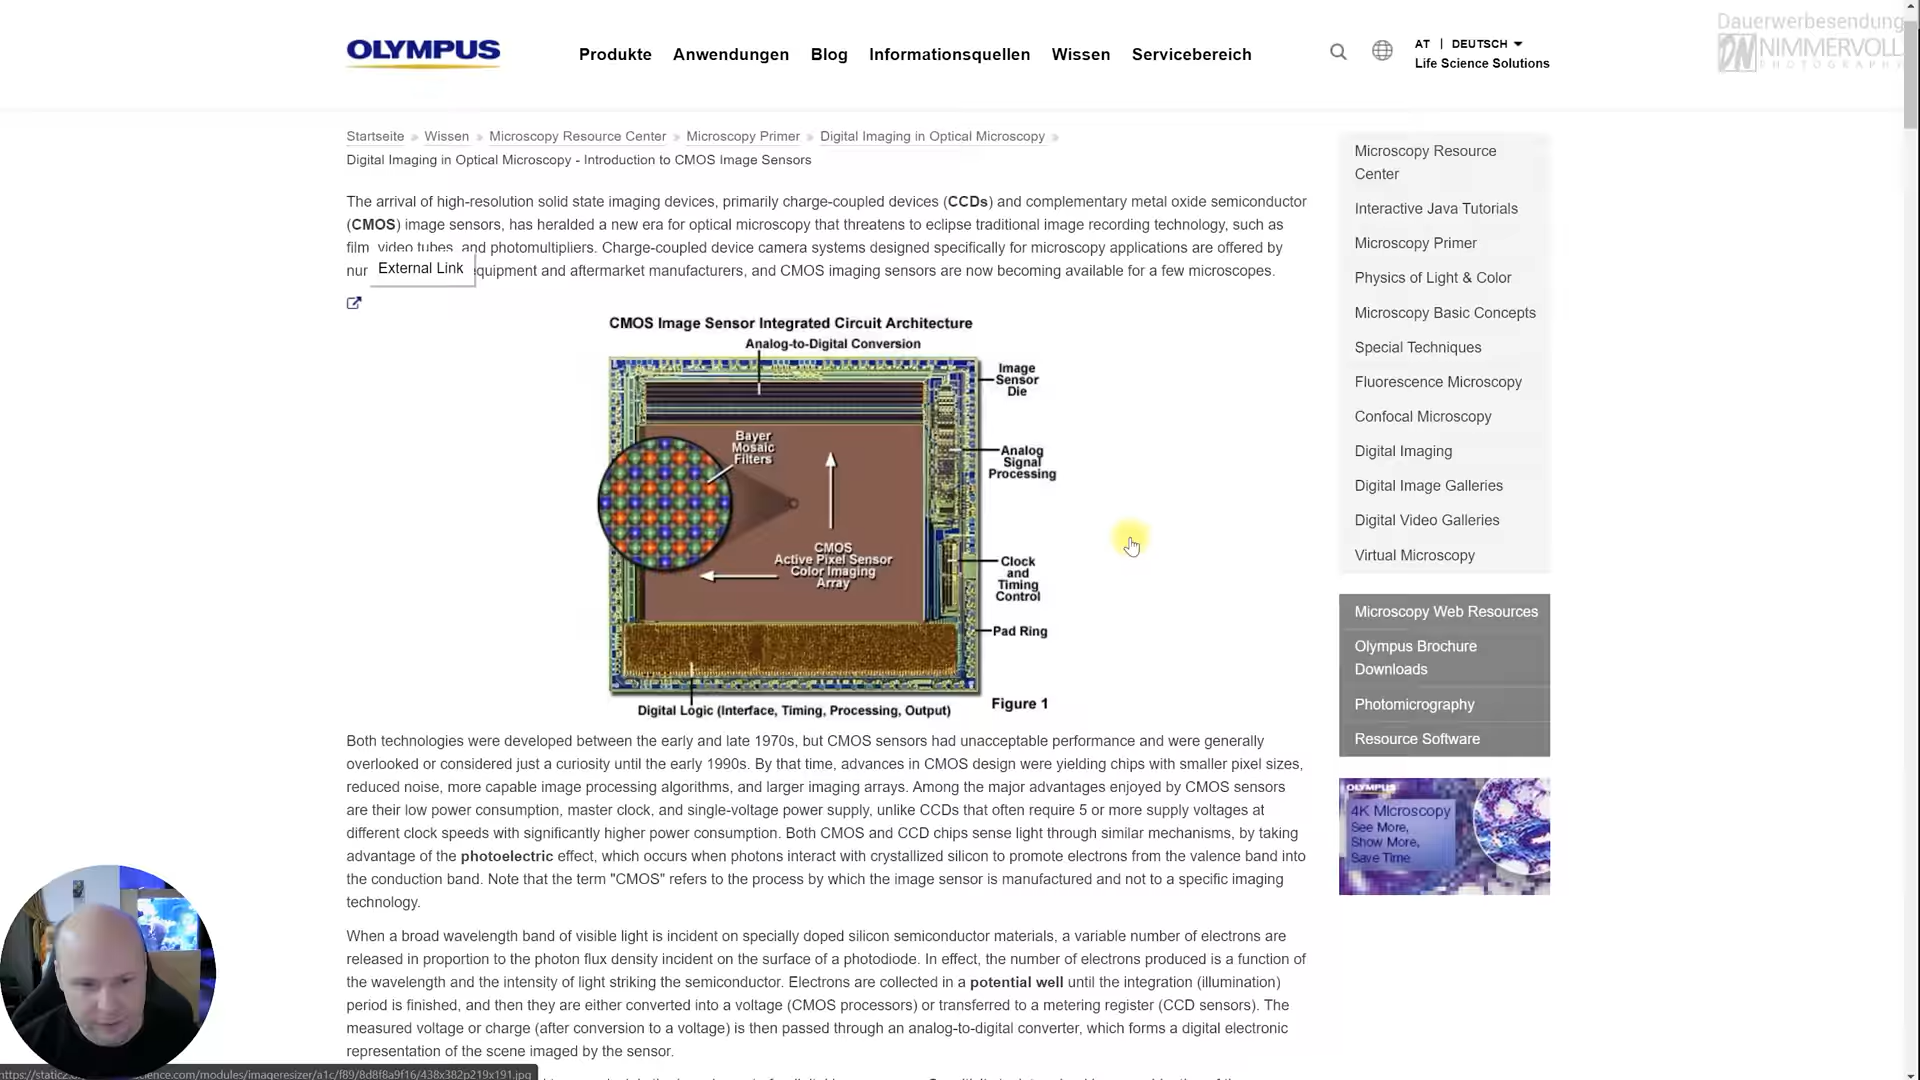 Dauerwerbesendung
DN NIMMERVOLL
PHOTOGRAPHY
OLYMPUS
Produkte
Anwendungen
Blog
Informationsquellen
Wissen
Servicebereich
AT | DEUTSCH
Life Science Solutions
Startseite » Wissen » Microscopy Resource Center » Microscopy Primer » Digital Imaging in Optical Microscopy »
Digital Imaging in Optical Microscopy - Introduction to CMOS Image Sensors
The arrival of high-resolution solid state imaging devices, primarily charge-coupled devices (CCDs) and complementary metal oxide semiconductor
(CMOS) image sensors, has heralded a new era for optical microscopy that threatens to eclipse traditional image recording technology, such as
film, video tubes, and photomultipliers. Charge-coupled device camera systems designed specifically for microscopy applications are offered by
equipment and aftermarket manufacturers, and CMOS imaging sensors are now becoming available for a few microscopes.
External Link
CMOS Image Sensor Integrated Circuit Architecture
Analog-to-Digital Conversion
Image
Sensor
Die
Bayer
Mosaic
Filters
Analog
Signal
Processing
CMOS
Active Pixel Sensor
Color Imaging
Array
Clock
and
Timing
Control
Pad Ring
Digital Logic (Interface, Timing, Processing, Output)
Figure 1
Both technologies were developed between the early and late 1970s, but CMOS sensors had unacceptable performance and were generally
overlooked or considered just a curiosity until the early 1990s. By that time, advances in CMOS design were yielding chips with smaller pixel sizes,
reduced noise, more capable image processing algorithms, and larger imaging arrays. Among the major advantages enjoyed by CMOS sensors
are their low power consumption, master clock, and single-voltage power supply, unlike CCDs that often require 5 or more supply voltages at
different clock speeds with significantly higher power consumption. Both CMOS and CCD chips sense light through similar mechanisms, by taking
advantage of the photoelectric effect, which occurs when photons interact with crystallized silicon to promote electrons from the valence band into
the conduction band. Note that the term "CMOS" refers to the process by which the image sensor is manufactured and not to a specific imaging
technology.
When a broad wavelength band of visible light is incident on specially doped silicon semiconductor materials, a variable number of electrons are
released in proportion to the photon flux density incident on the surface of a photodiode. In effect, the number of electrons produced is a function of
the wavelength and the intensity of light striking the semiconductor. Electrons are collected in a potential well until the integration (illumination)
period is finished, and then they are either converted into a voltage (CMOS processors) or transferred to a metering register (CCD sensors). The
measured voltage or charge (after conversion to a voltage) is then passed through an analog-to-digital converter, which forms a digital electronic
representation of the scene imaged by the sensor.
Microscopy Resource
Center
Interactive Java Tutorials
Microscopy Primer
Physics of Light & Color
Microscopy Basic Concepts
Special Techniques
Fluorescence Microscopy
Confocal Microscopy
Digital Imaging
Digital Image Galleries
Digital Video Galleries
Virtual Microscopy
Microscopy Web Resources
Olympus Brochure
Downloads
Photomicrography
Resource Software
OLYMPUS
4K Microscopy
See More,
Show More,
Save Time
science.com/modules/imageresizer/a1c/f89/8d8f8a9f16/438x382p219x191.jpg